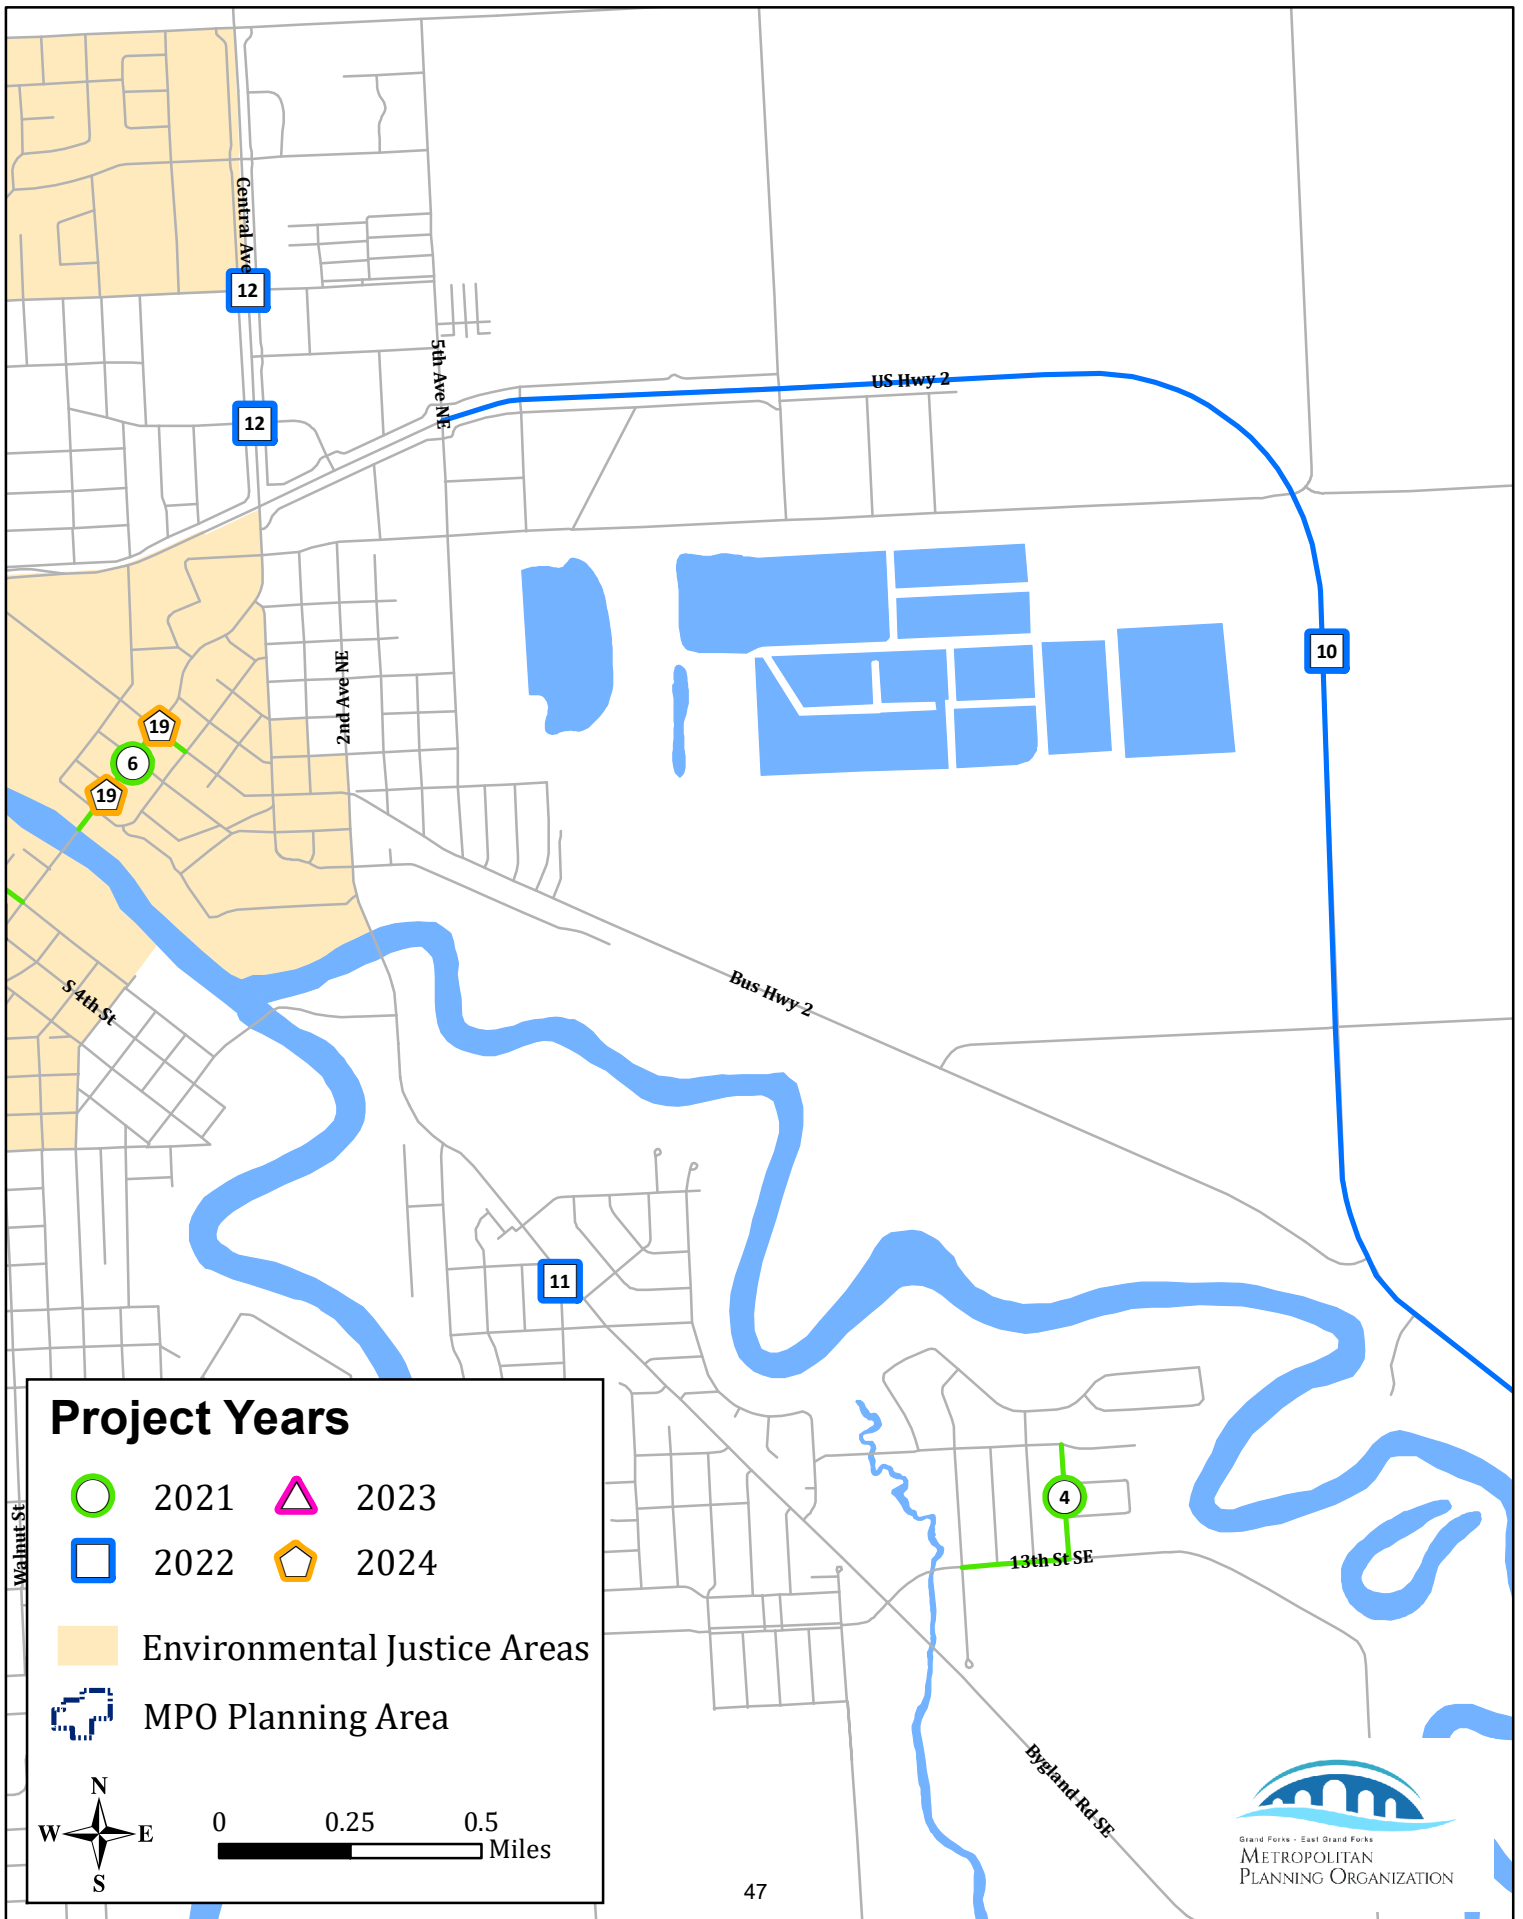 Central Ave
12
5th Ave NE
US Hwy 2
12
10
2nd Ave NE
19
6
19
S 4th St
Bus Hwy 2
11
4
13th St SE
Walnut St
Bygland Rd SE
Project Years
2021
2023
2022
2024
Environmental Justice Areas
MPO Planning Area
N
W
E
S
0
0.25
0.5
Miles
47
Grand Forks - East Grand Forks
METROPOLITAN
PLANNING ORGANIZATION